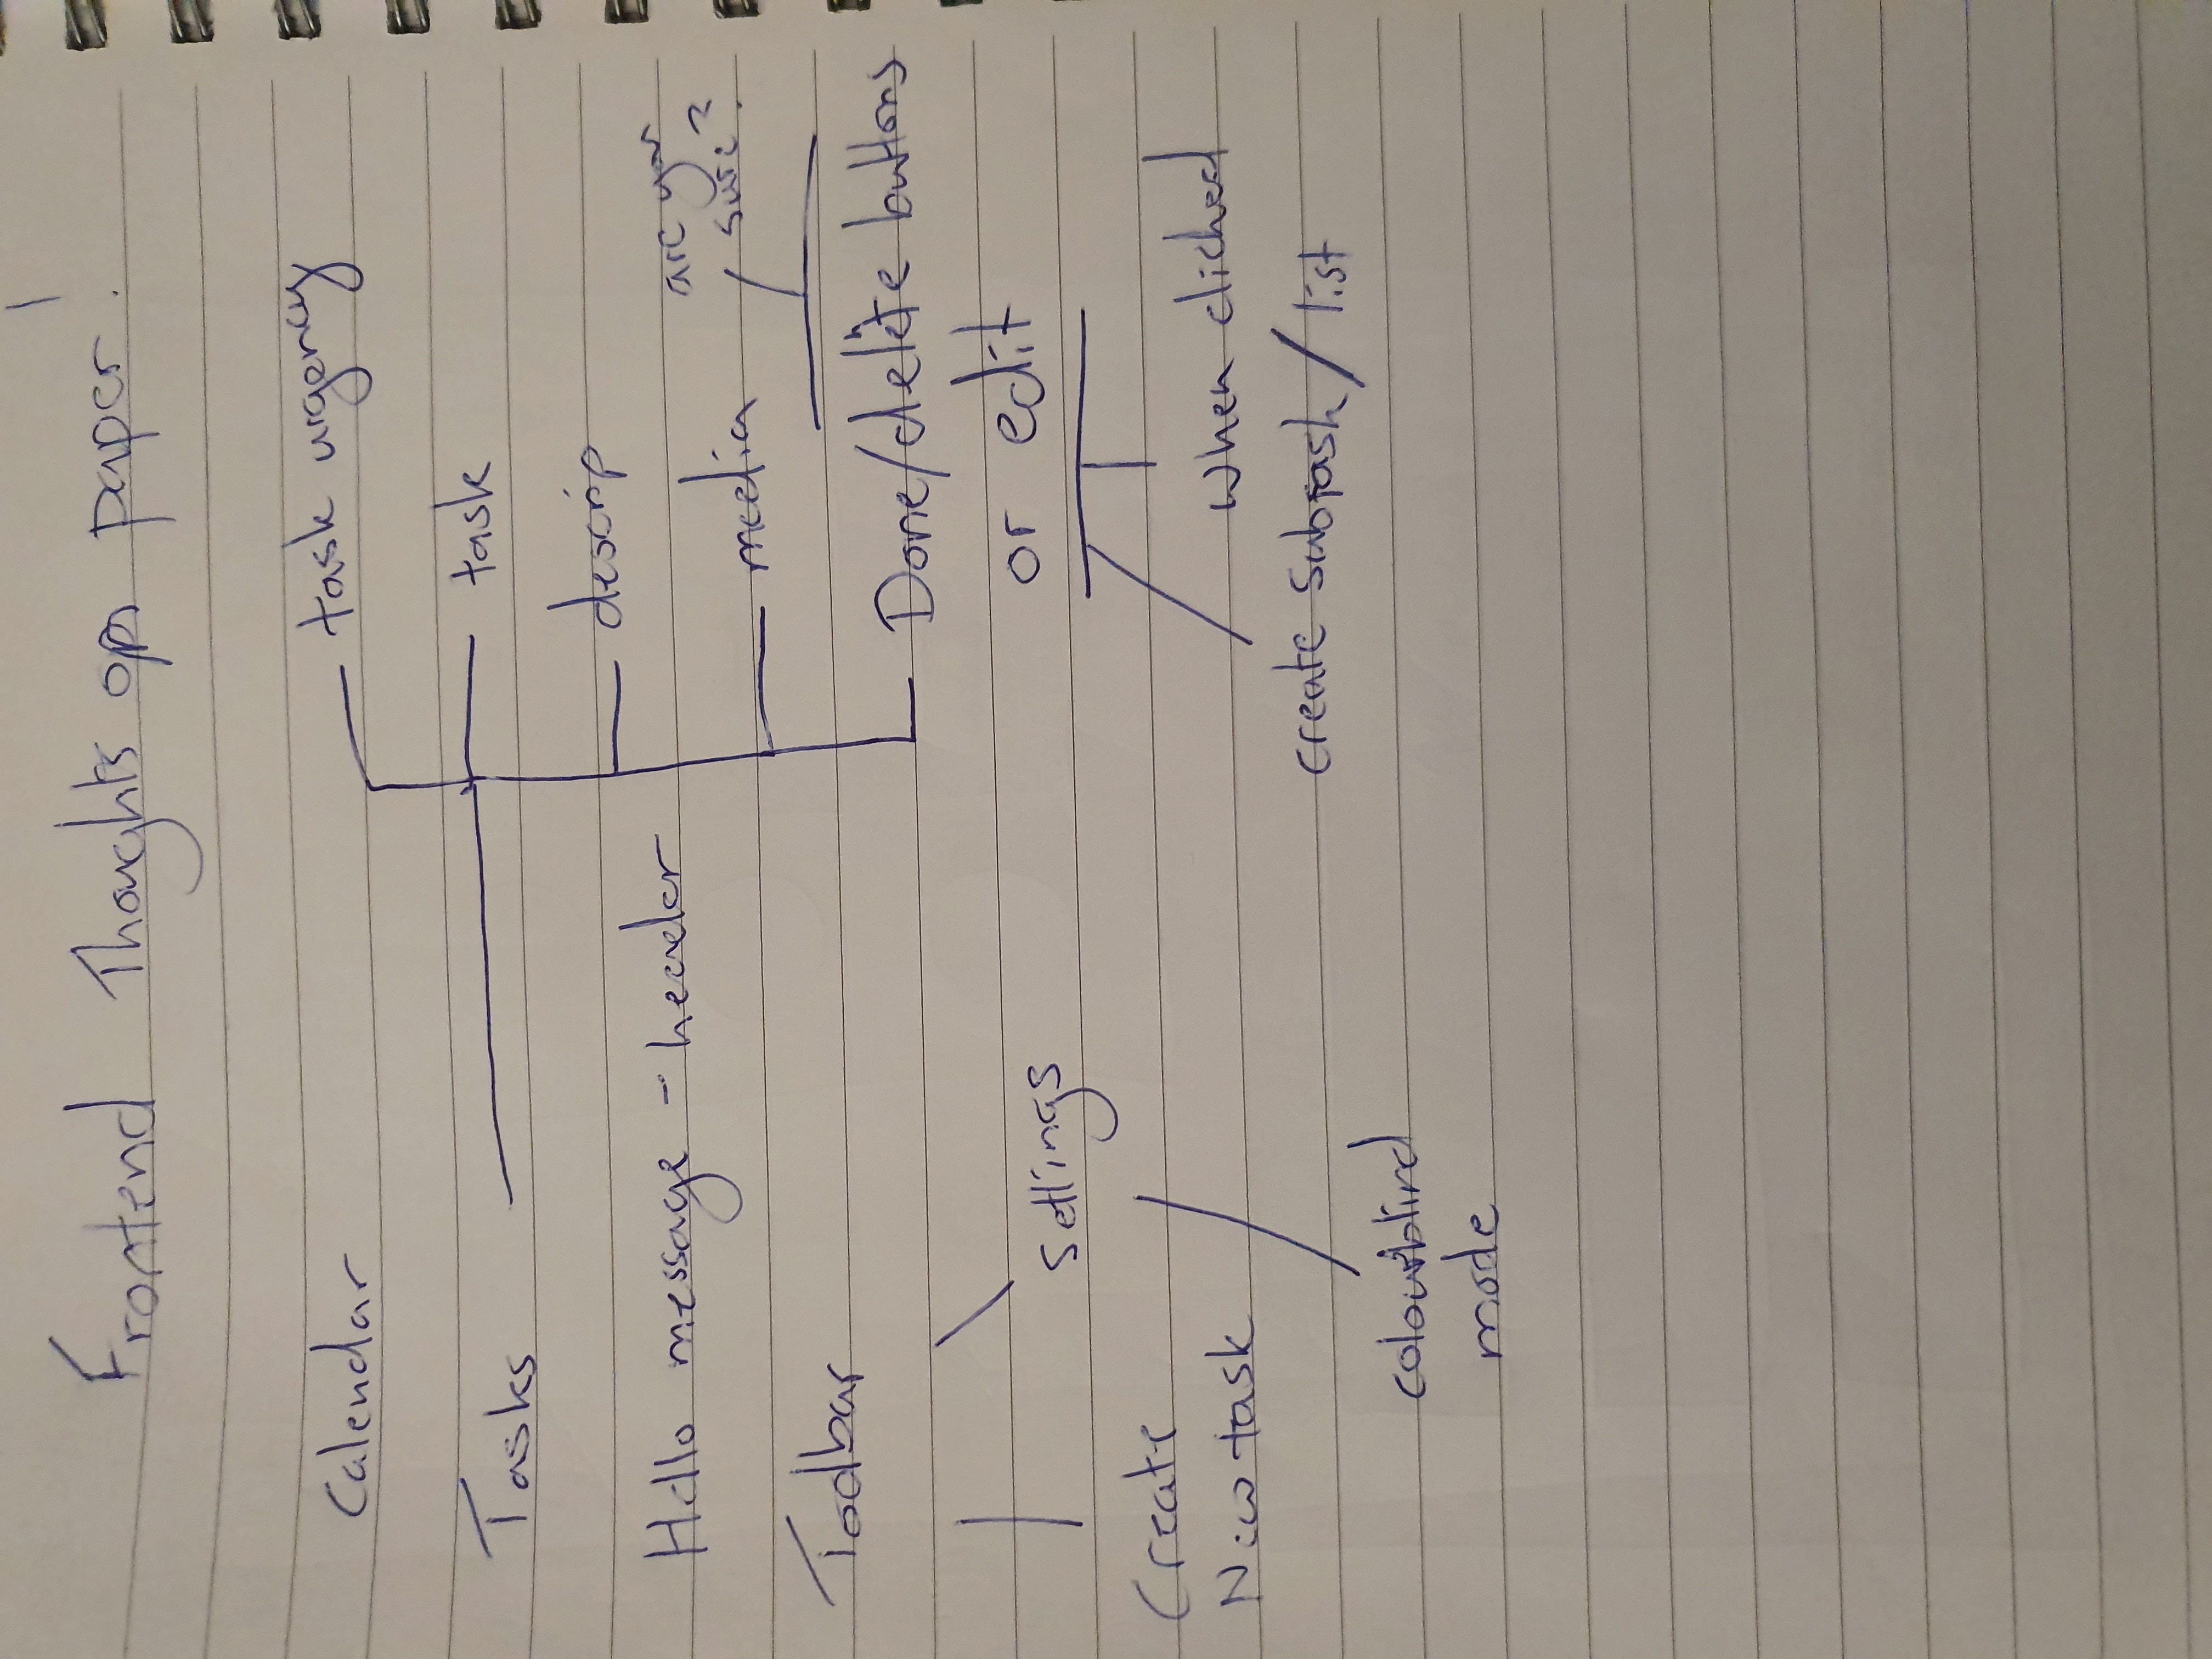 Frontend Thoughts on paper!
Calendar
Tasks
task urgency
task
descrip
media
are you
sure?
Done/delete buttons
or edit
when clicked
create subtask / list
Hello message - header
Toolbar
Create
New task
settings
colourblind
mode